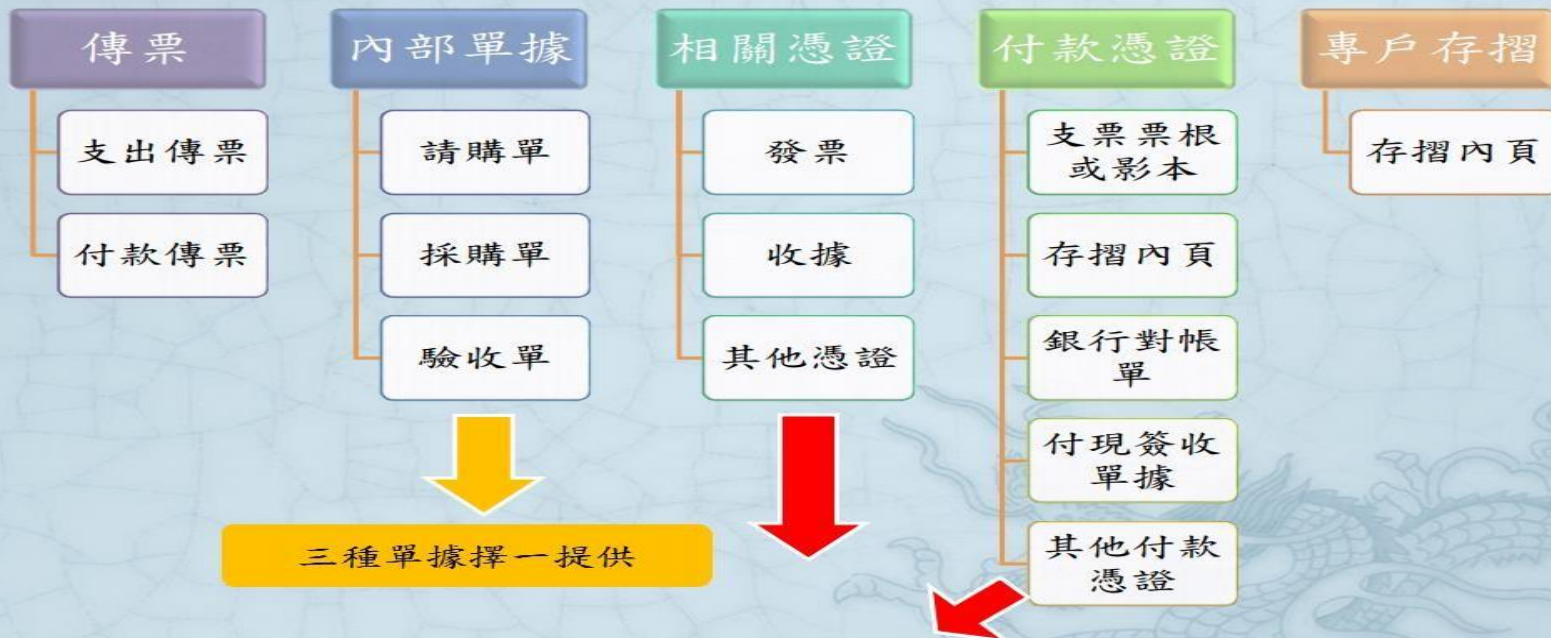 傳票
支出傳票
付款傳票
內部單據
請購單
採購單
驗收單
三種單據擇一提供
相關憑證
發票
收據
其他憑證
付款憑證
支票票根
或影本
存摺內頁
銀行對帳
單
付現簽收
單據
其他付款
憑證
專戶存摺
存摺內頁